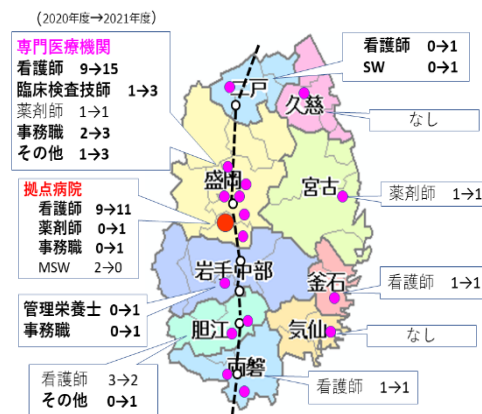 (2020年度→2021年度)
専門医療機関
看護師 9→15
臨床検査技師 1→3
薬剤師 1→1
事務職 2→3
その他 1→3
看護師 0→1
SW 0→1
二戸
久慈
なし
盛岡
宮古
薬剤師 1→1
拠点病院
看護師 9→11
薬剤師 0→1
事務職 0→1
MSW 2→0
岩手中部
釜石
看護師 1→1
管理栄養士 0→1
事務職 0→1
胆江
気仙
なし
両磐
看護師 3→2
その他 0→1
看護師 1→1